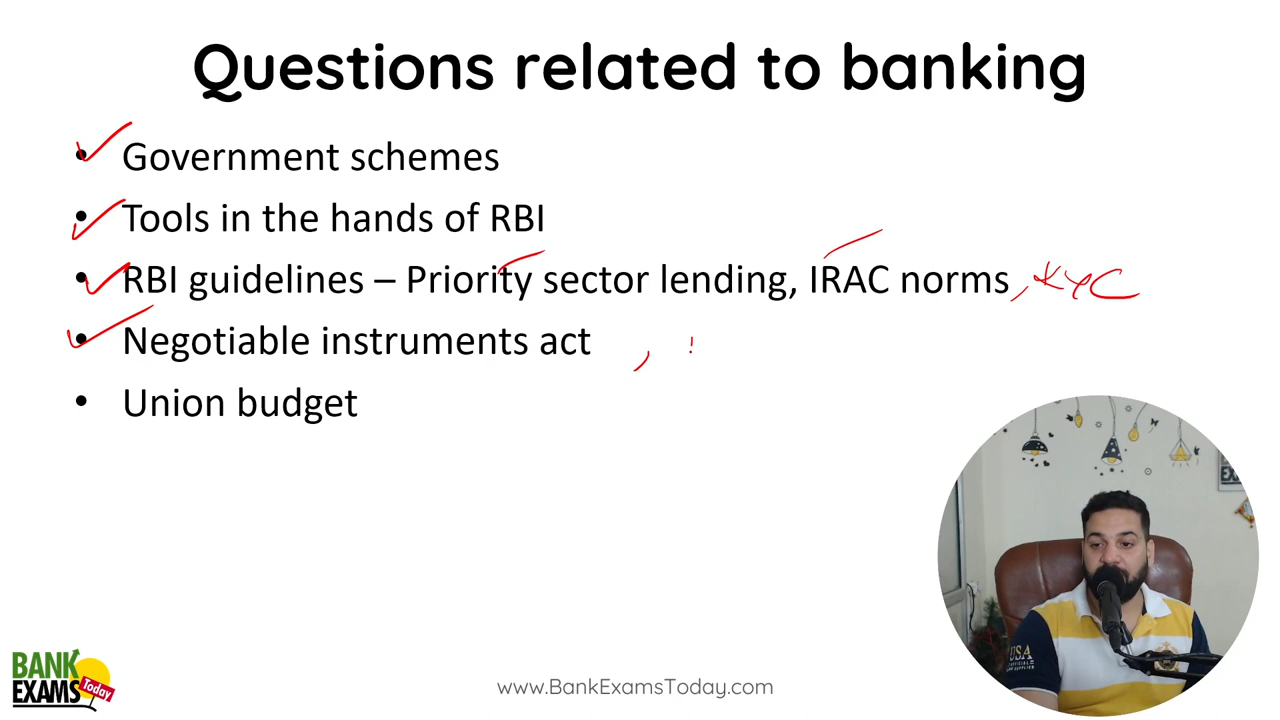 Questions related to banking
• Government schemes
• Tools in the hands of RBI
• RBI guidelines – Priority sector lending, IRAC norms, KYC
• Negotiable instruments act ,
• Union budget
USA
BANK
EXAMS
Today
www.BankExamsToday.com